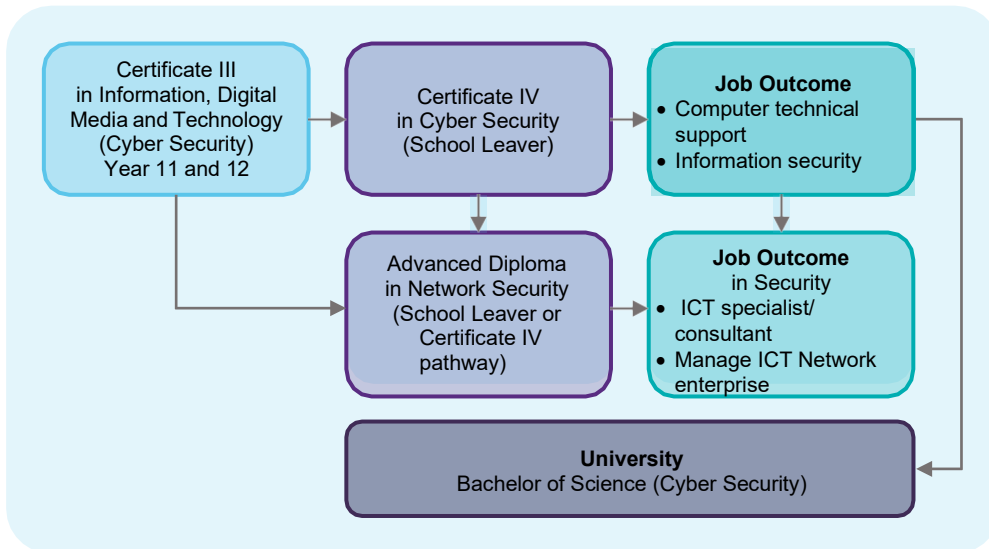 Certificate III
in Information, Digital
Media and Technology
(Cyber Security)
Year 11 and 12
Certificate IV
in Cyber Security
(School Leaver)
Job Outcome
• Computer technical
support
• Information security
Advanced Diploma
in Network Security
(School Leaver or
Certificate IV
pathway)
Job Outcome
in Security
• ICT specialist/
consultant
• Manage ICT Network
enterprise
University
Bachelor of Science (Cyber Security)